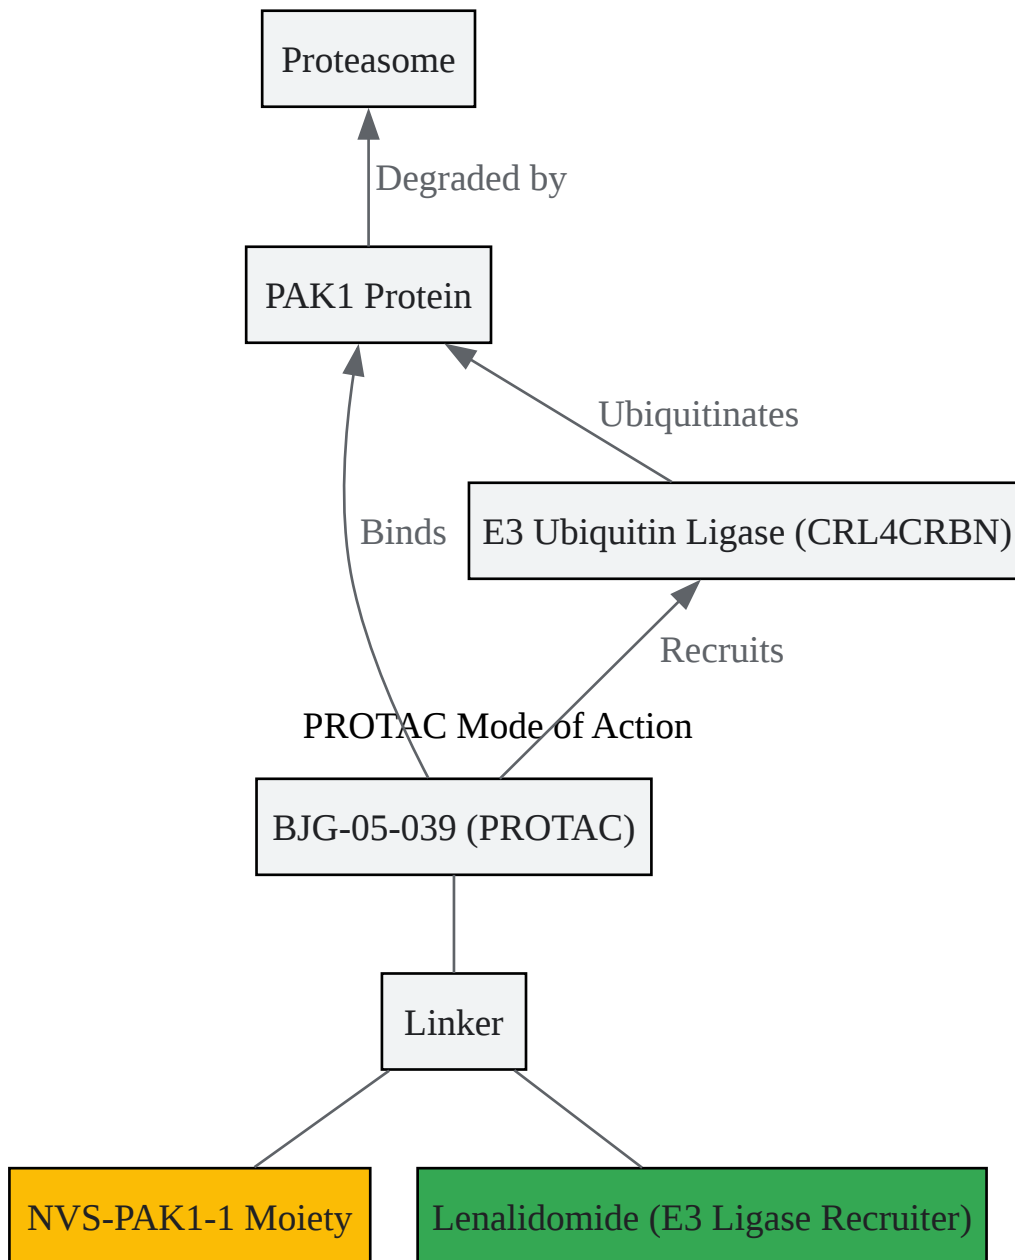 Proteasome
Degraded by
PAK1 Protein
Ubiquitinates
Binds
E3 Ubiquitin Ligase (CRL4CRBN)
Recruits
PROTAC Mode of Action
BJG-05-039 (PROTAC)
Linker
NVS-PAK1-1 Moiety
Lenalidomide (E3 Ligase Recruiter)